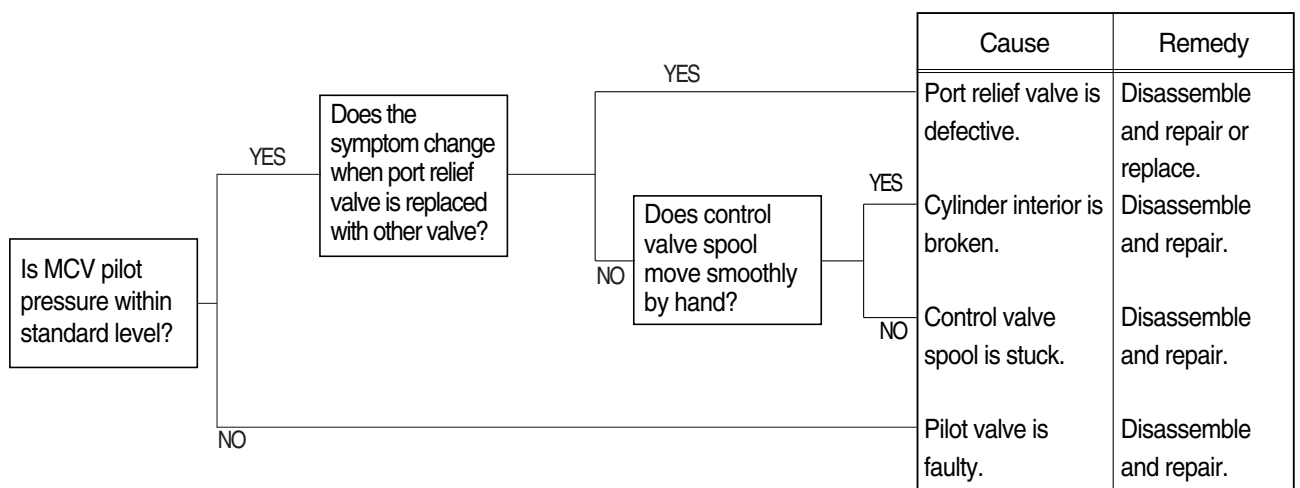 Is MCV pilot
pressure within
standard level?
YES
NO
Does the
symptom change
when port relief
valve is replaced
with other valve?
YES
NO
Does control
valve spool
move smoothly
by hand?
YES
NO
Cause
Remedy
Port relief valve is
defective.
Disassemble
and repair or
replace.
Cylinder interior is
broken.
Disassemble
and repair.
Control valve
spool is stuck.
Disassemble
and repair.
Pilot valve is
faulty.
Disassemble
and repair.